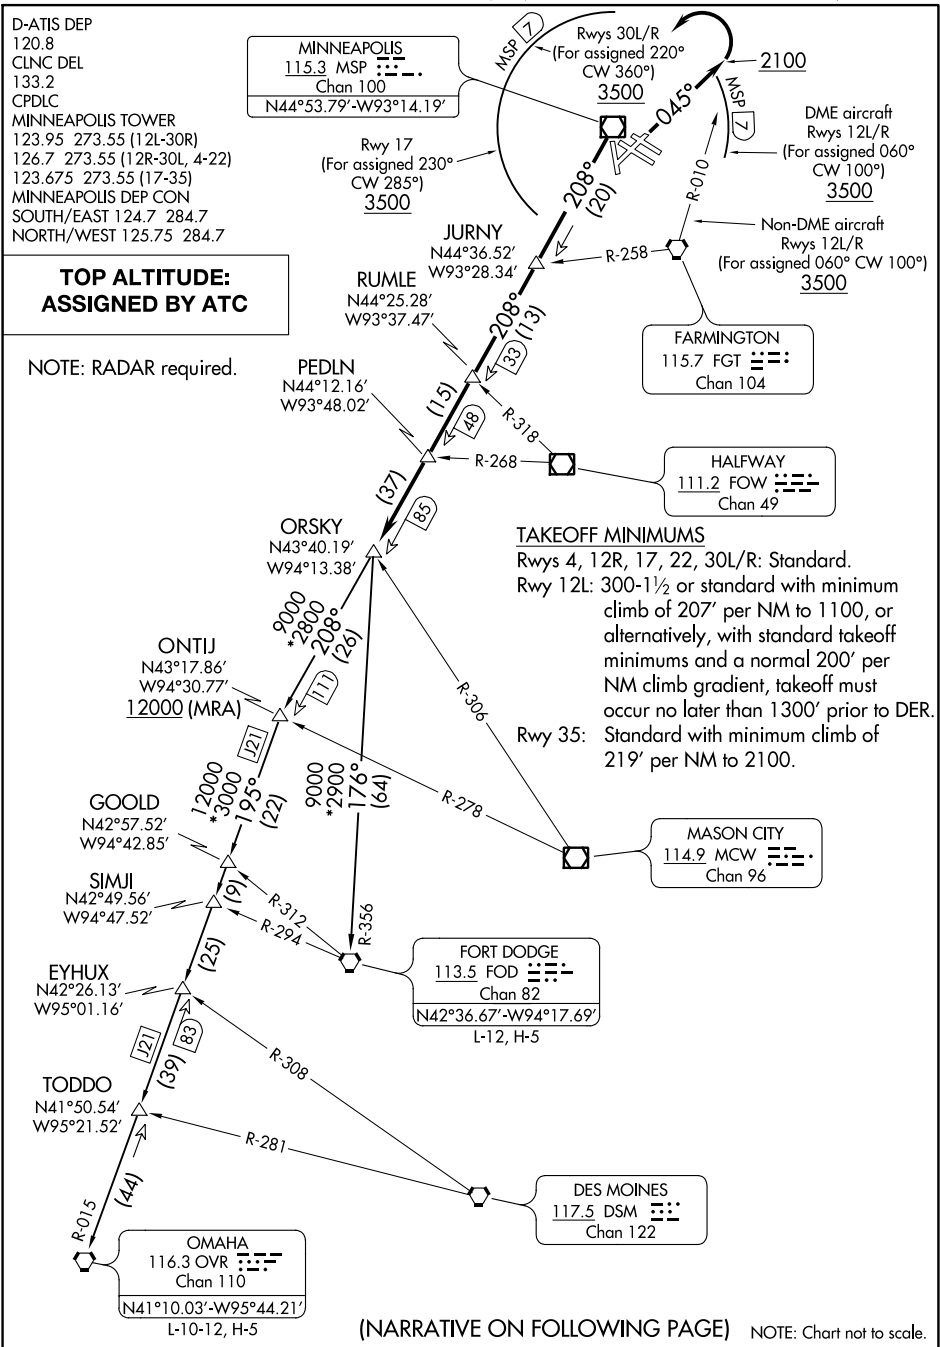 D-ATIS DEP
120.8
CLNC DEL
133.2
CPDLC
MINNEAPOLIS TOWER
123.95 273.55 (12L-30R)
126.7 273.55 (12R-30L, 4-22)
123.675 273.55 (17-35)
MINNEAPOLIS DEP CON
SOUTH/EAST 124.7 284.7
NORTH/WEST 125.75 284.7
TOP ALTITUDE:
ASSIGNED BY ATC
NOTE: RADAR required.
MINNEAPOLIS
115.3 MSP
Chan 100
N44°53.79'-W93°14.19'
MSP 7
Rwys 30L/R
(For assigned 220°
CW 360°)
3500
2100
045°
MSP 7
Rwy 17
(For assigned 230°
CW 285°)
3500
DME aircraft
Rwys 12L/R
(For assigned 060°
CW 100°)
3500
R-010
Non-DME aircraft
Rwys 12L/R
(For assigned 060° CW 100°)
3500
208°
(20)
JURNY
N44°36.52'
W93°28.34'
R-258
FARMINGTON
115.7 FGT
Chan 104
RUMLE
N44°25.28'
W93°37.47'
208°
(13)
33
PEDLN
N44°12.16'
W93°48.02'
(15)
48
R-318
R-268
HALFWAY
111.2 FOW
Chan 49
(37)
85
ORSKY
N43°40.19'
W94°13.38'
TAKEOFF MINIMUMS
Rwys 4, 12R, 17, 22, 30L/R: Standard.
Rwy 12L: 300-1½ or standard with minimum
climb of 207' per NM to 1100, or
alternatively, with standard takeoff
minimums and a normal 200' per
NM climb gradient, takeoff must
occur no later than 1300' prior to DER.
Rwy 35: Standard with minimum climb of
219' per NM to 2100.
9000
*2800
208°
(26)
ONTIJ
N43°17.86'
W94°30.77'
12000 (MRA)
111
J21
R-306
R-278
9000
*2900
176°
(64)
12000
*3000
195°
(22)
GOOLD
N42°57.52'
W94°42.85'
MASON CITY
114.9 MCW
Chan 96
SIMJI
N42°49.56'
W94°47.52'
(9)
R-312
R-294
R-356
FORT DODGE
113.5 FOD
Chan 82
N42°36.67'-W94°17.69'
L-12, H-5
(25)
EYHUX
N42°26.13'
W95°01.16'
J21
83
(39)
R-308
TODDO
N41°50.54'
W95°21.52'
R-281
DES MOINES
117.5 DSM
Chan 122
R-015
(44)
OMAHA
116.3 OVR
Chan 110
N41°10.03'-W95°44.21'
L-10-12, H-5
(NARRATIVE ON FOLLOWING PAGE)
NOTE: Chart not to scale.